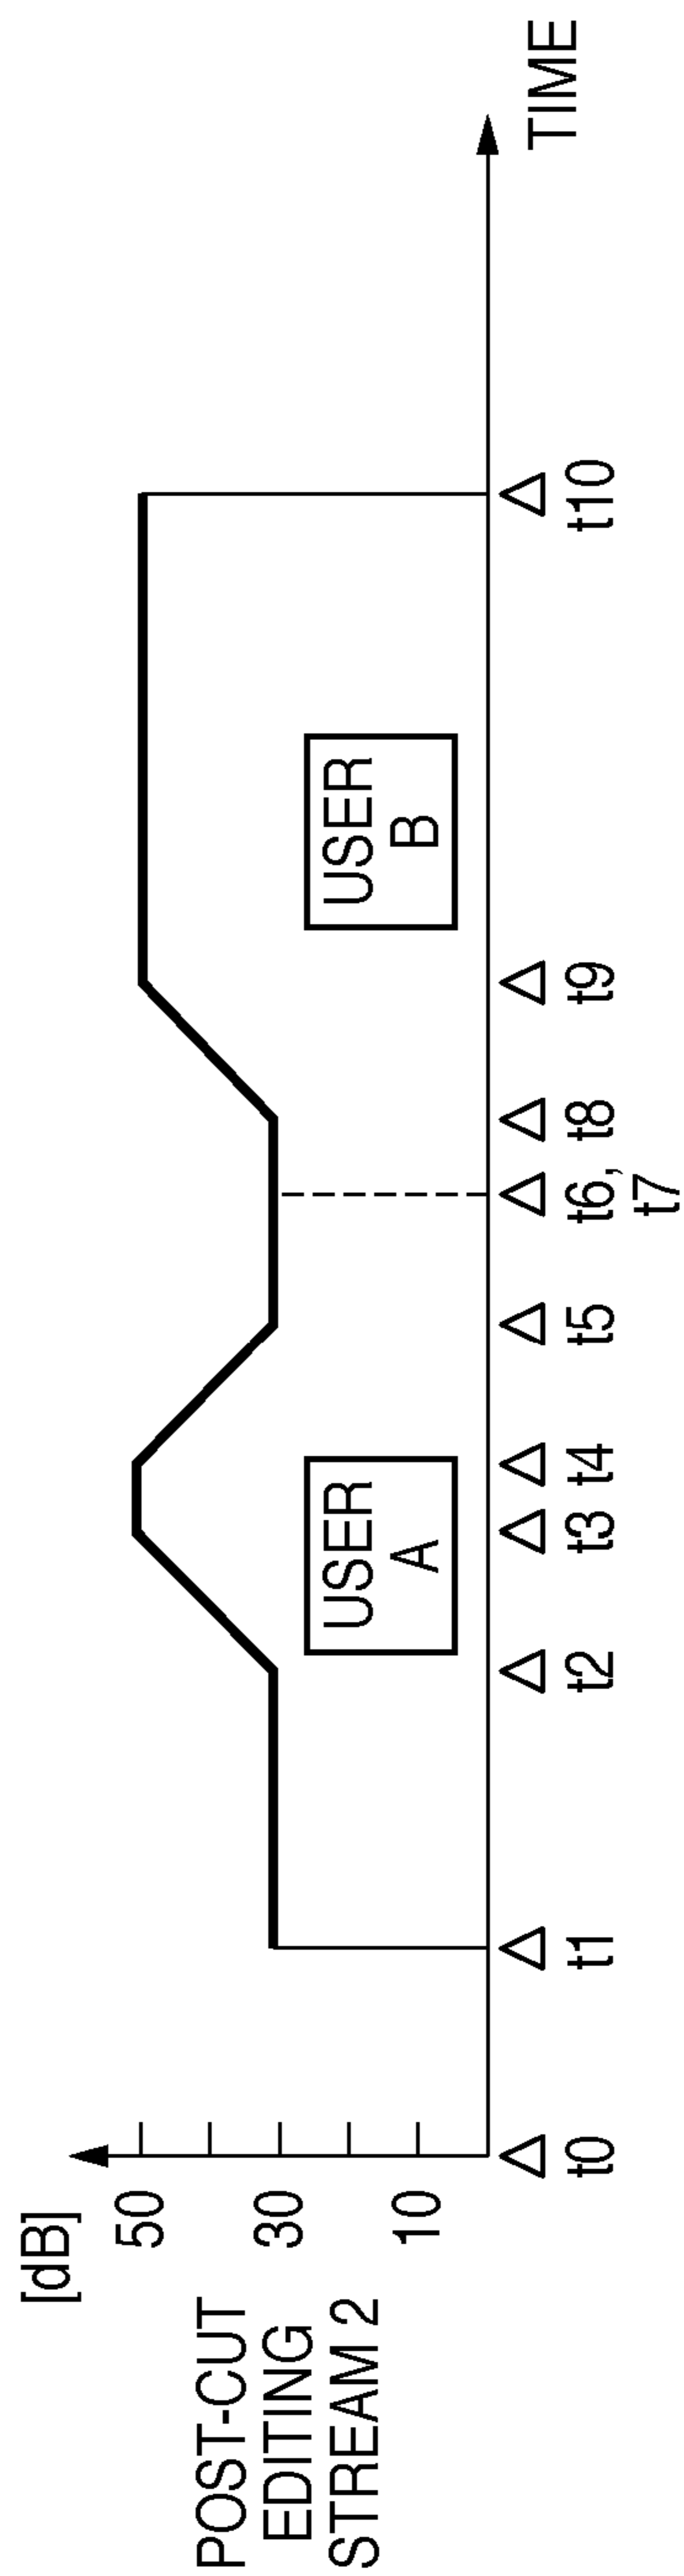 [dB]
POST-CUT
EDITING
STREAM 2
50
30
10
USER
A
USER
B
t0
t1
t2
t3
t4
t5
t6,
t7
t8
t9
t10
TIME